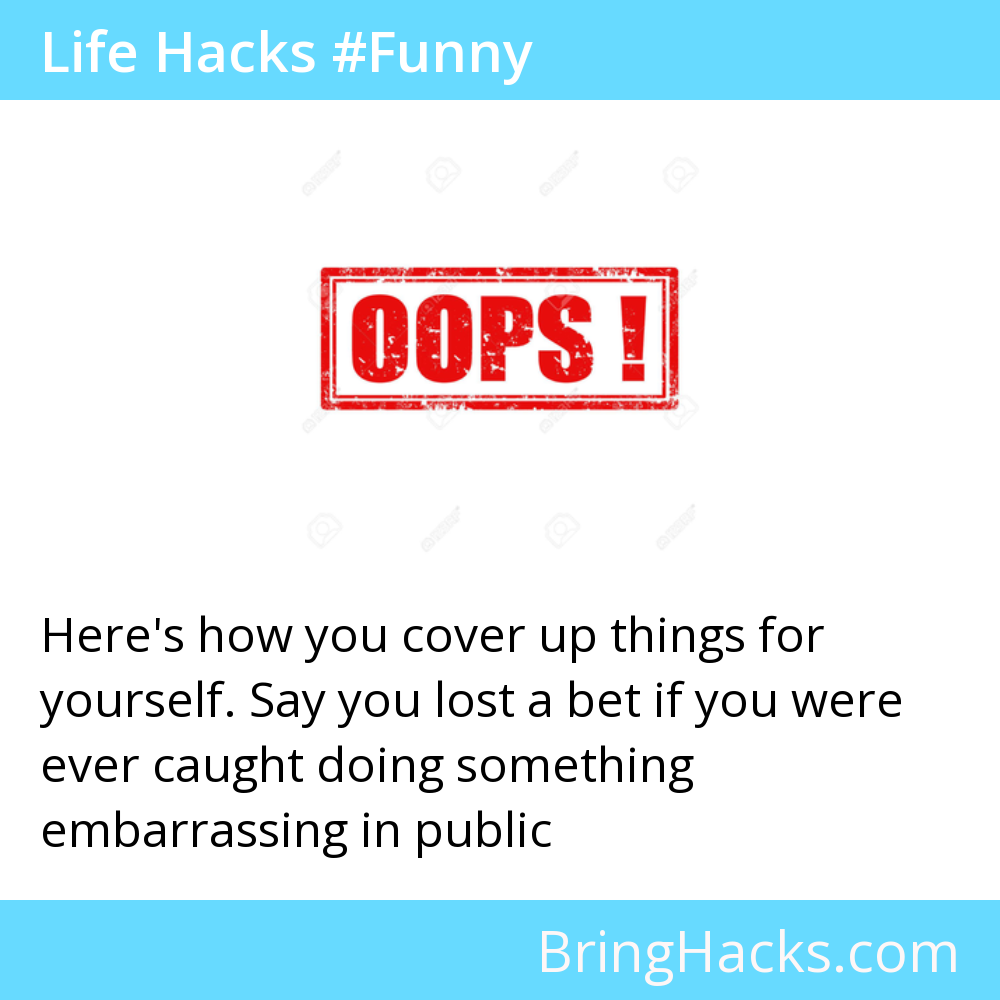 Life Hacks #Funny
OOPS !
Here's how you cover up things for
yourself. Say you lost a bet if you were
ever caught doing something
embarrassing in public
BringHacks.com